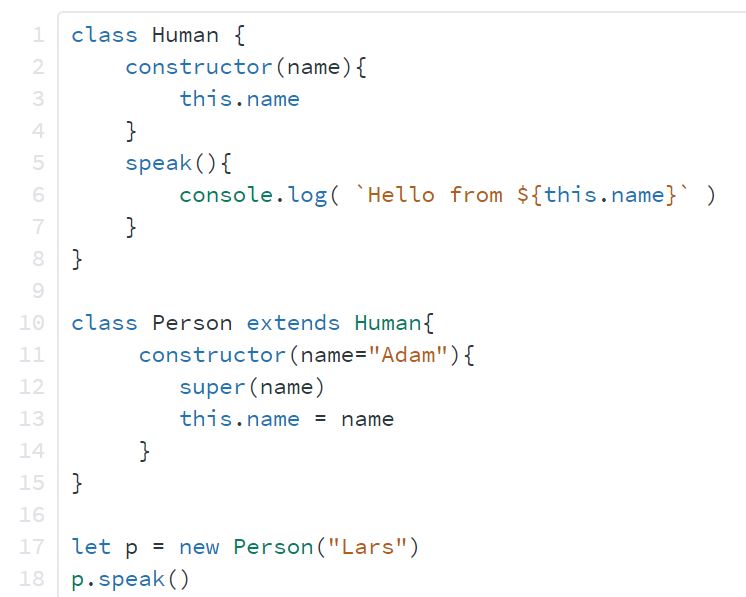 1 class Human {
2     constructor(name){
3         this.name
4     }
5     speak(){
6         console.log( `Hello from ${this.name}` )
7     }
8 }
9
10 class Person extends Human{
11      constructor(name="Adam"){
12         super(name)
13         this.name = name
14      }
15 }
16
17 let p = new Person("Lars")
18 p.speak()